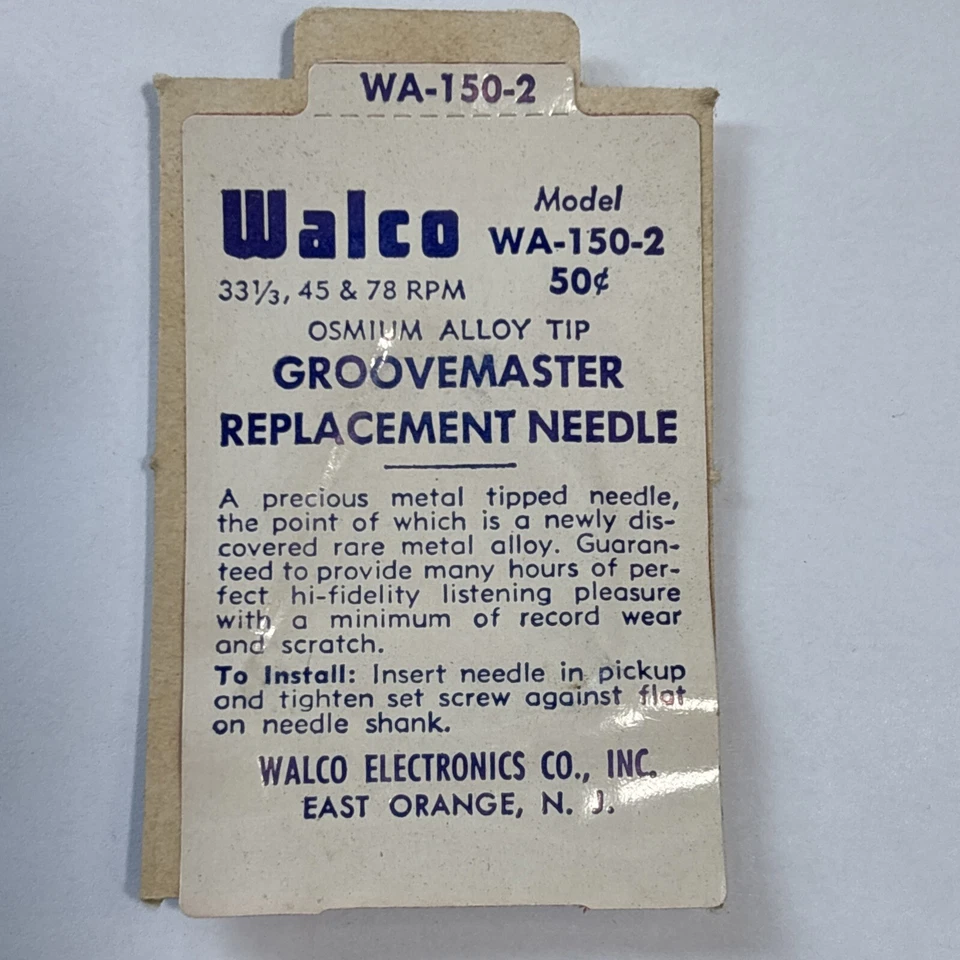 WA-150-2
Walco
Model
WA-150-2
50¢
33⅓, 45 & 78 RPM
OSMIUM ALLOY TIP
GROOVEMASTER
REPLACEMENT NEEDLE
A precious metal tipped needle,
the point of which is a newly dis-
covered rare metal alloy. Guaran-
teed to provide many hours of per-
fect hi-fidelity listening pleasure
with a minimum of record wear
and scratch.
To Install: Insert needle in pickup
and tighten set screw against flat
on needle shank.
WALCO ELECTRONICS CO., INC.
EAST ORANGE, N. J.